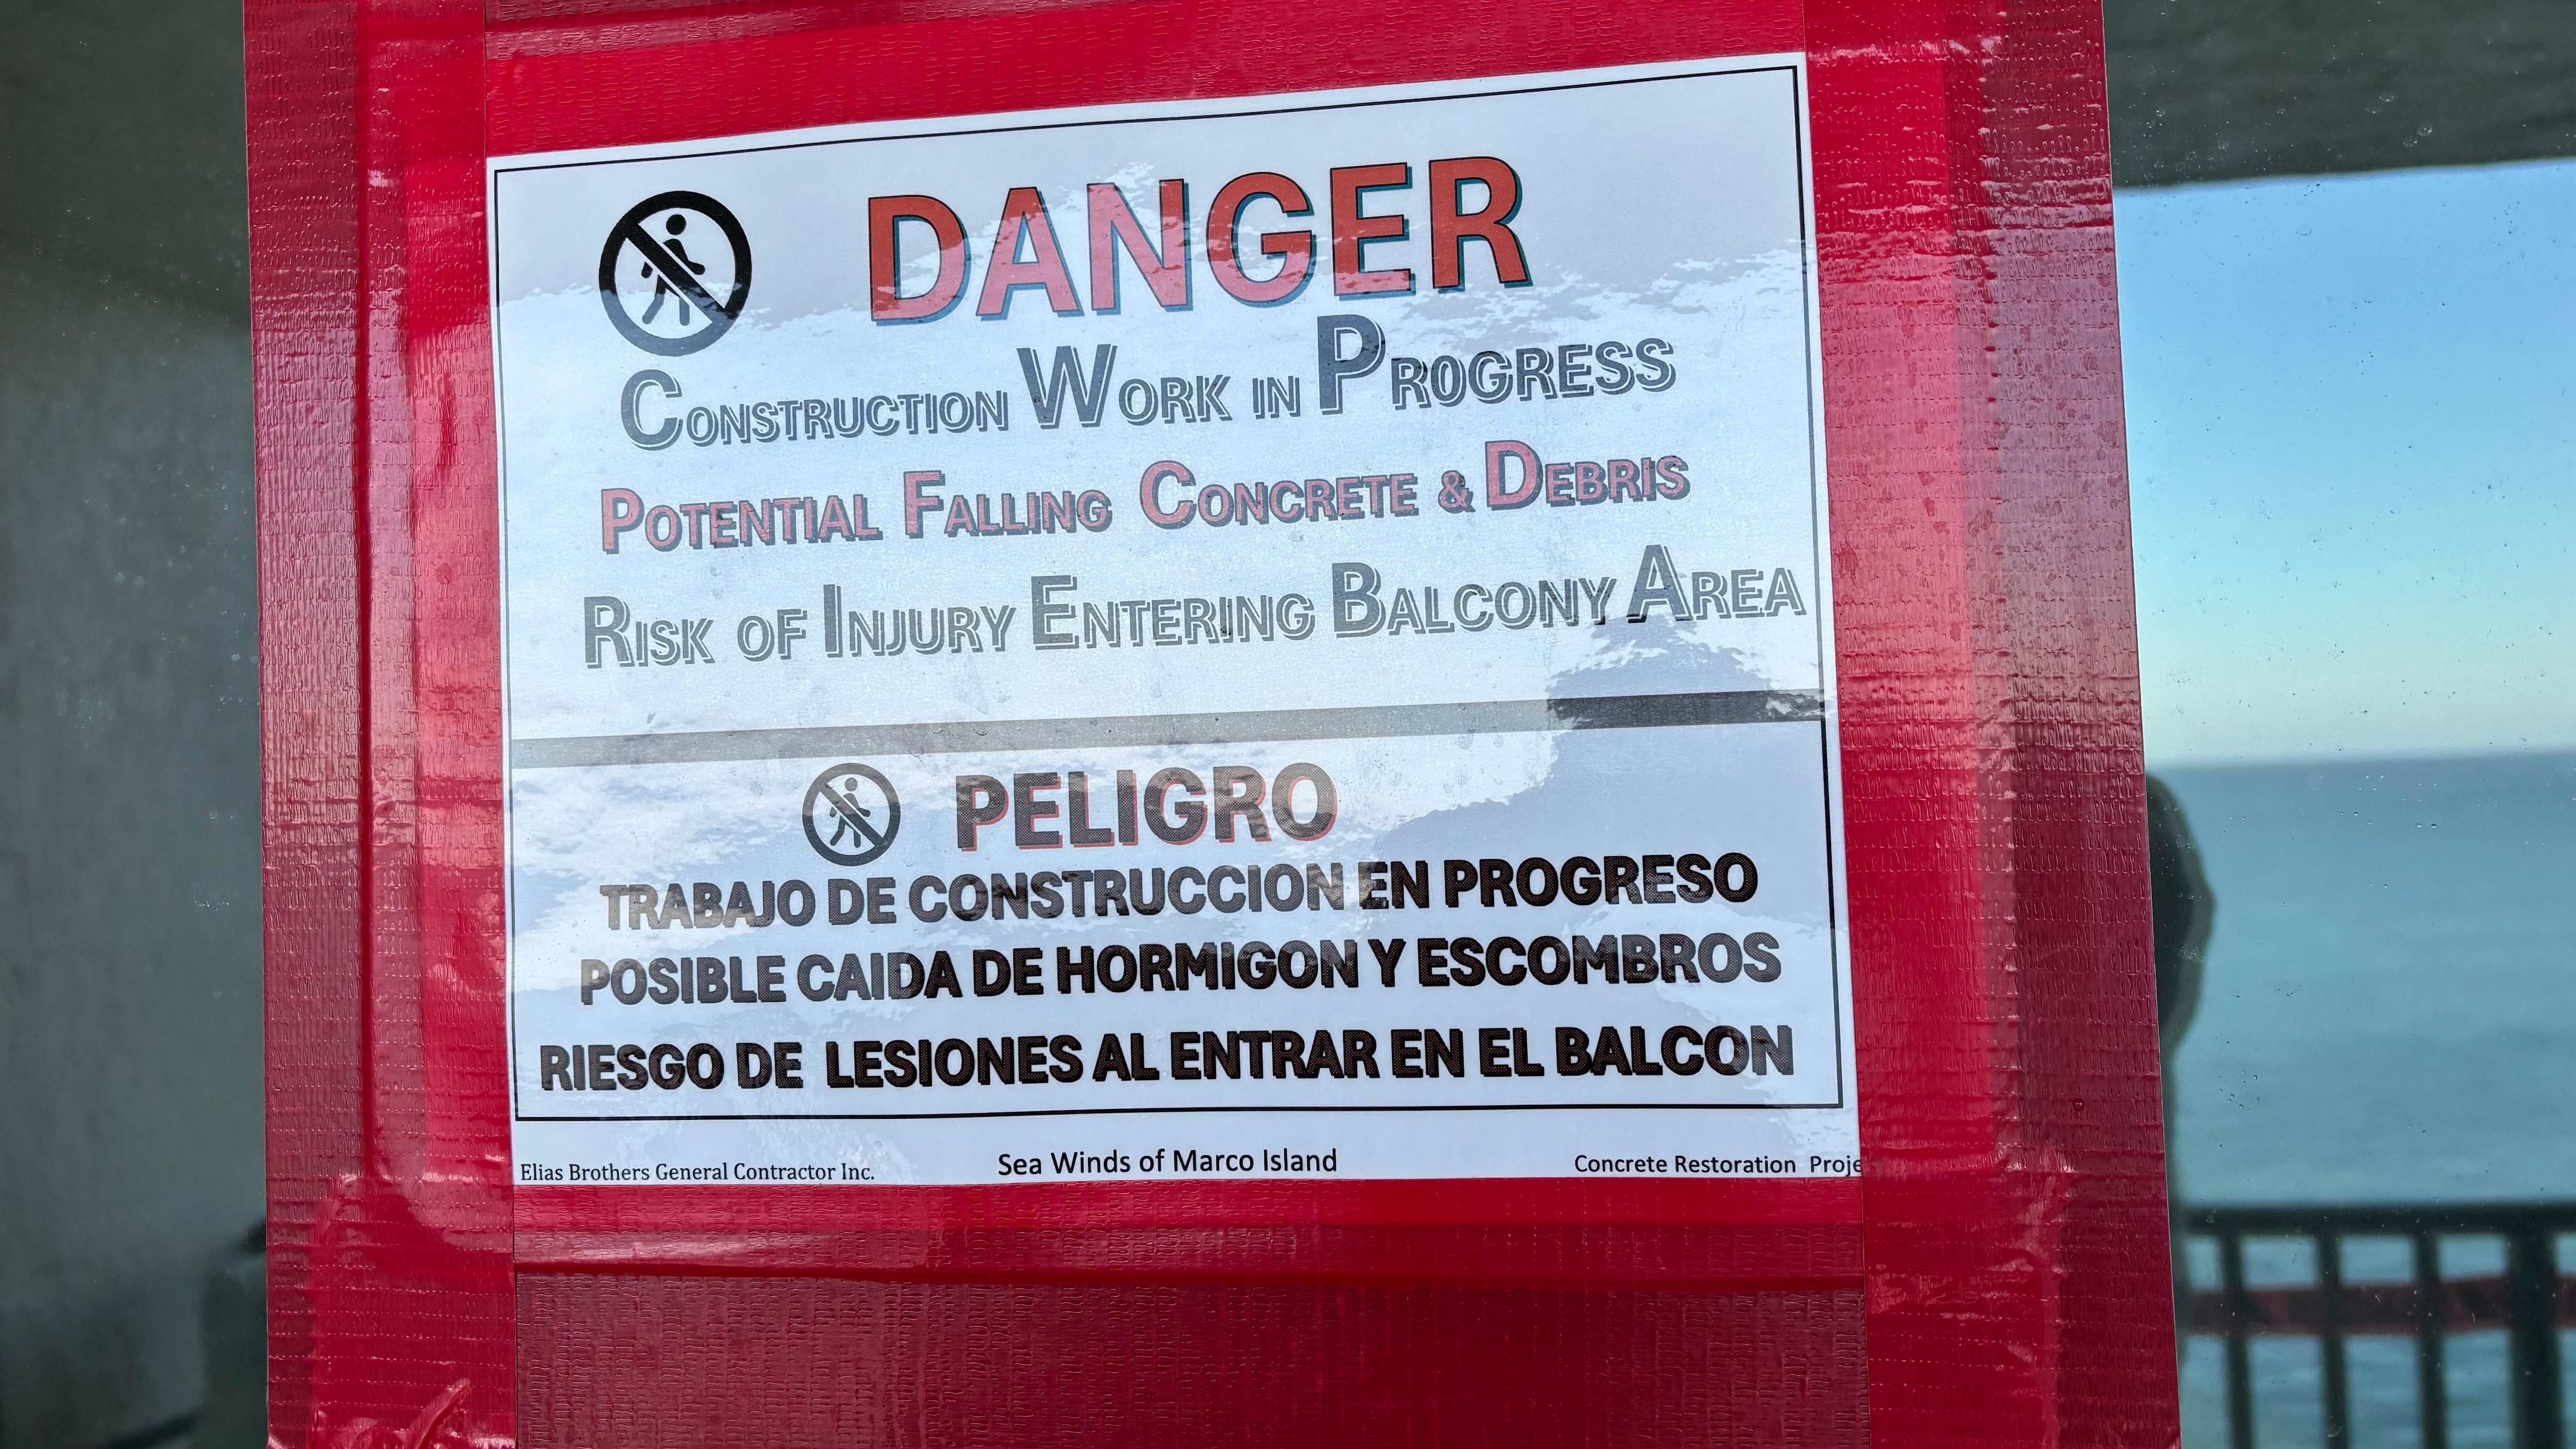 DANGER
CONSTRUCTION WORK IN PROGRESS
POTENTIAL FALLING CONCRETE & DEBRIS
RISK OF INJURY ENTERING BALCONY AREA
PELIGRO
TRABAJO DE CONSTRUCCION EN PROGRESO
POSIBLE CAIDA DE HORMIGON Y ESCOMBROS
RIESGO DE LESIONES AL ENTRAR EN EL BALCON
Elias Brothers General Contractor Inc. Sea Winds of Marco Island Concrete Restoration Proje